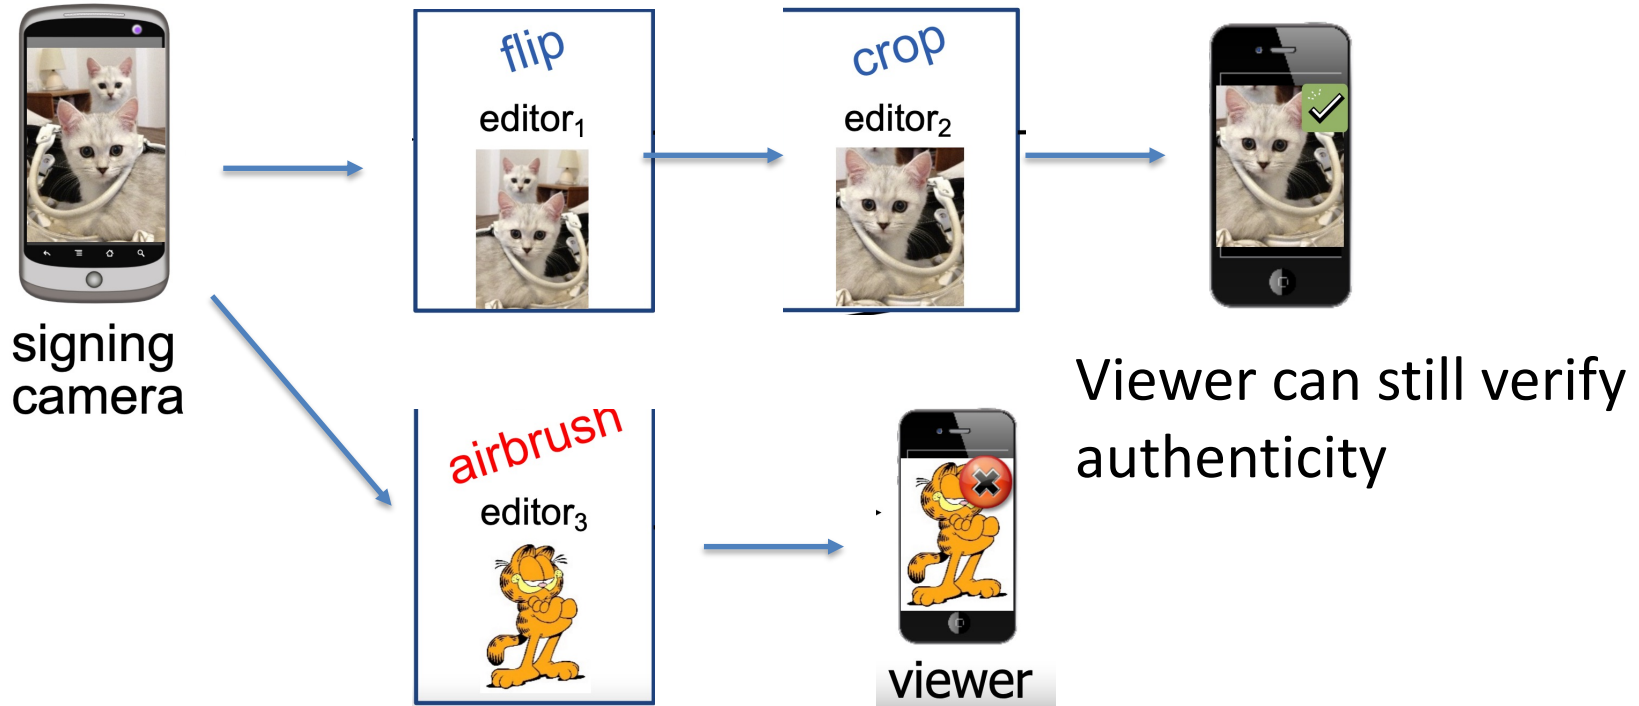 flip
editor₁
crop
editor₂
signing
camera
Viewer can still verify
authenticity
airbrush
editor₃
viewer